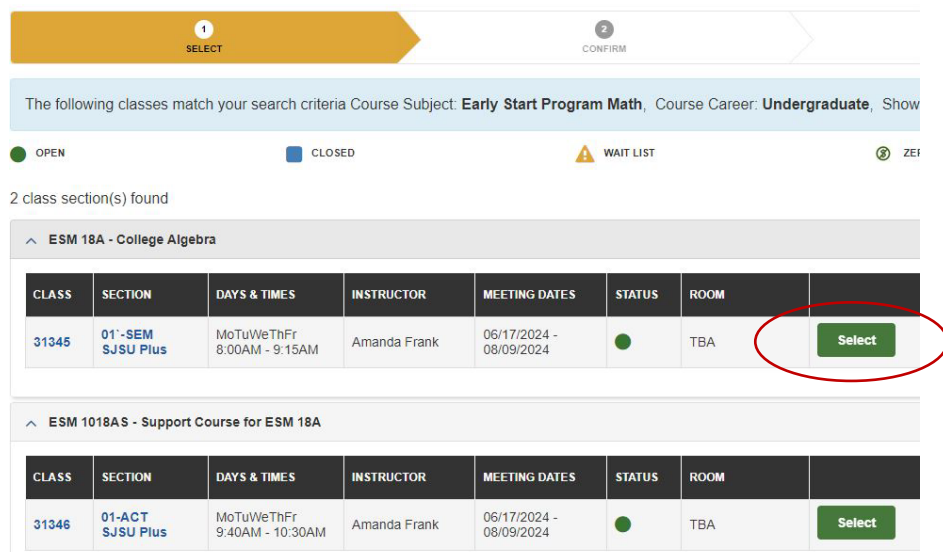 1 2
SELECT CONFIRM
The following classes match your search criteria Course Subject: Early Start Program Math, Course Career: Undergraduate, Show
OPEN CLOSED WAIT LIST
2 class section(s) found
ESM 18A - College Algebra
CLASS SECTION DAYS & TIMES INSTRUCTOR MEETING DATES STATUS ROOM
31345 01`-SEM SJSU Plus MoTuWeThFr 8:00AM - 9:15AM Amanda Frank 06/17/2024 - 08/09/2024 TBA Select
ESM 1018AS - Support Course for ESM 18A
CLASS SECTION DAYS & TIMES INSTRUCTOR MEETING DATES STATUS ROOM
31346 01-ACT SJSU Plus MoTuWeThFr 9:40AM - 10:30AM Amanda Frank 06/17/2024 - 08/09/2024 TBA Select